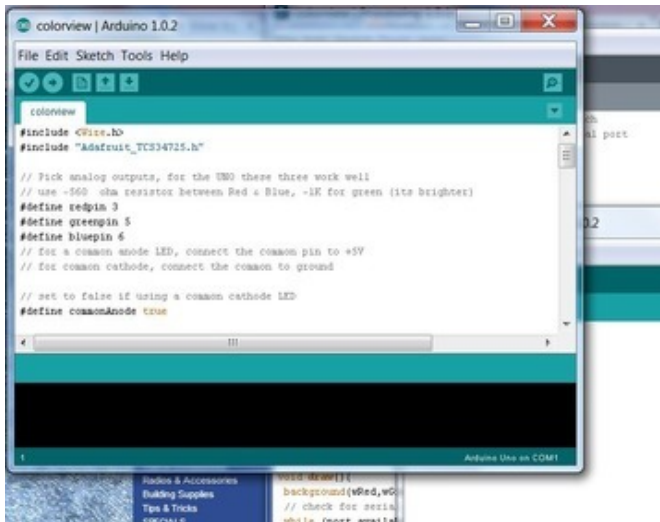 colorview | Arduino 1.0.2
File Edit Sketch Tools Help
colorview
#include <Wire.h>
#include "Adafruit_TCS34725.h"
// Pick analog outputs, for the UNO these three work well
// use ~560 ohm resistor between Red & Blue, ~1K for green (its brighter)
#define redpin 3
#define greenpin 5
#define bluepin 6
// for a common anode LED, connect the common pin to +5V
// for common cathode, connect the common to ground
// set to false if using a common cathode LED
#define commonAnode true
1
Arduino Uno on COM1
al port
0.2
Radios & Accessories
Building Supplies
Tips & Tricks
SPECIALS
void draw(){
background(wRed,wG
// check for seria
while (port.availab